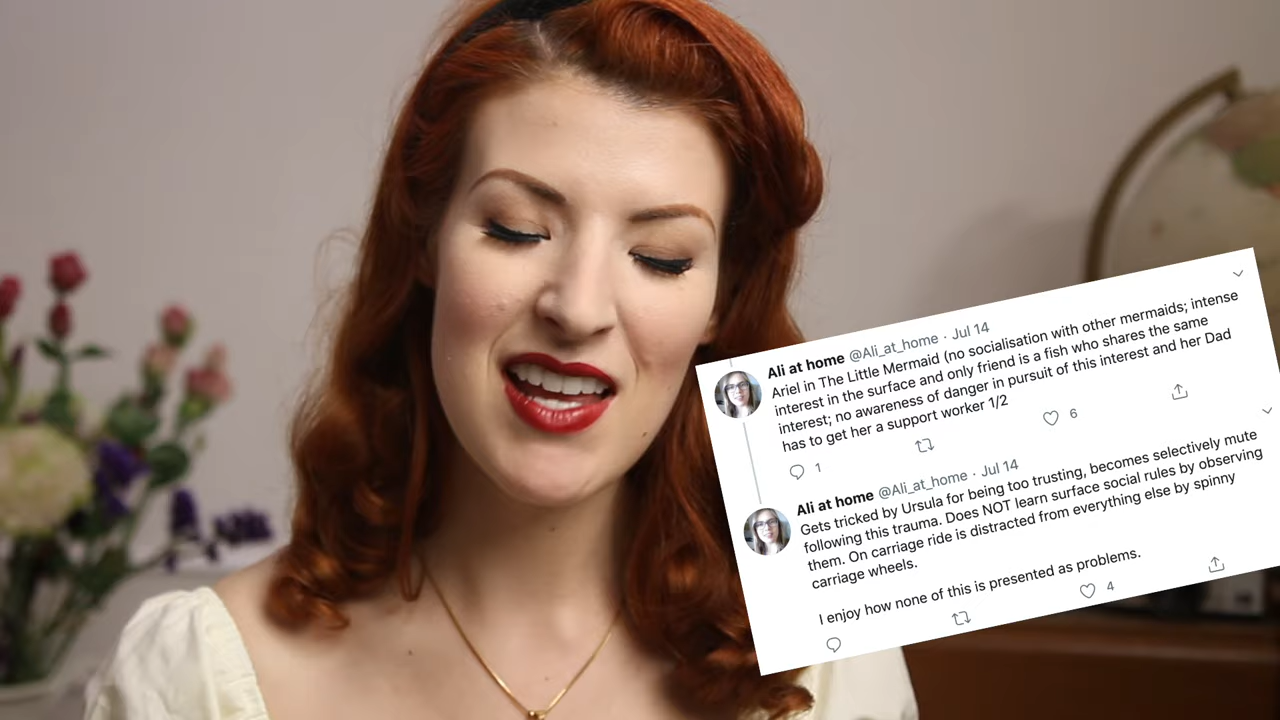 Ali at home @Ali_at_home · Jul 14
Ariel in The Little Mermaid (no socialisation with other mermaids; intense
interest in the surface and only friend is a fish who shares the same
interest; no awareness of danger in pursuit of this interest and her Dad
has to get her a support worker 1/2
1 6
Ali at home @Ali_at_home · Jul 14
Gets tricked by Ursula for being too trusting, becomes selectively mute
following this trauma. Does NOT learn surface social rules by observing
them. On carriage ride is distracted from everything else by spinny
carriage wheels.
I enjoy how none of this is presented as problems.
4